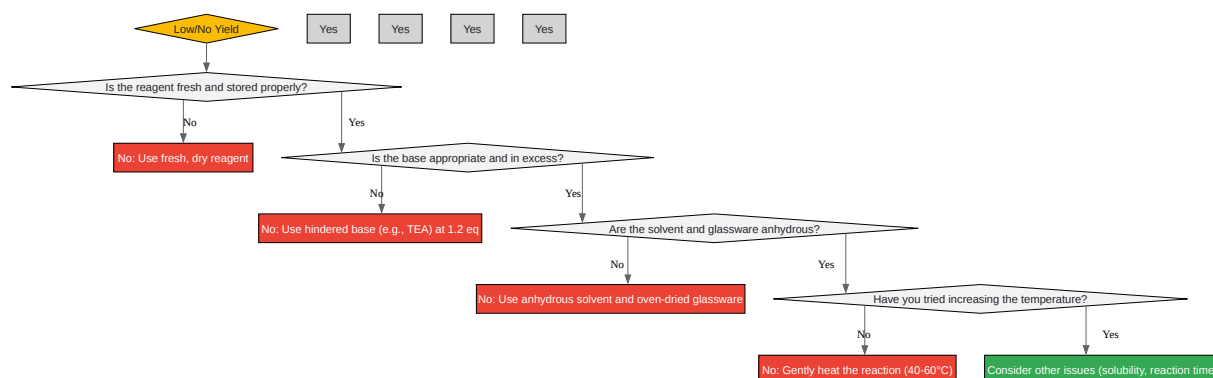 Low/No Yield
Yes
Yes
Yes
Yes
Is the reagent fresh and stored properly?
No
Yes
No: Use fresh, dry reagent
Is the base appropriate and in excess?
No
Yes
No: Use hindered base (e.g., TEA) at 1.2 eq
Are the solvent and glassware anhydrous?
No
Yes
No: Use anhydrous solvent and oven-dried glassware
Have you tried increasing the temperature?
No
Yes
No: Gently heat the reaction (40-60°C)
Consider other issues (solubility, reaction time